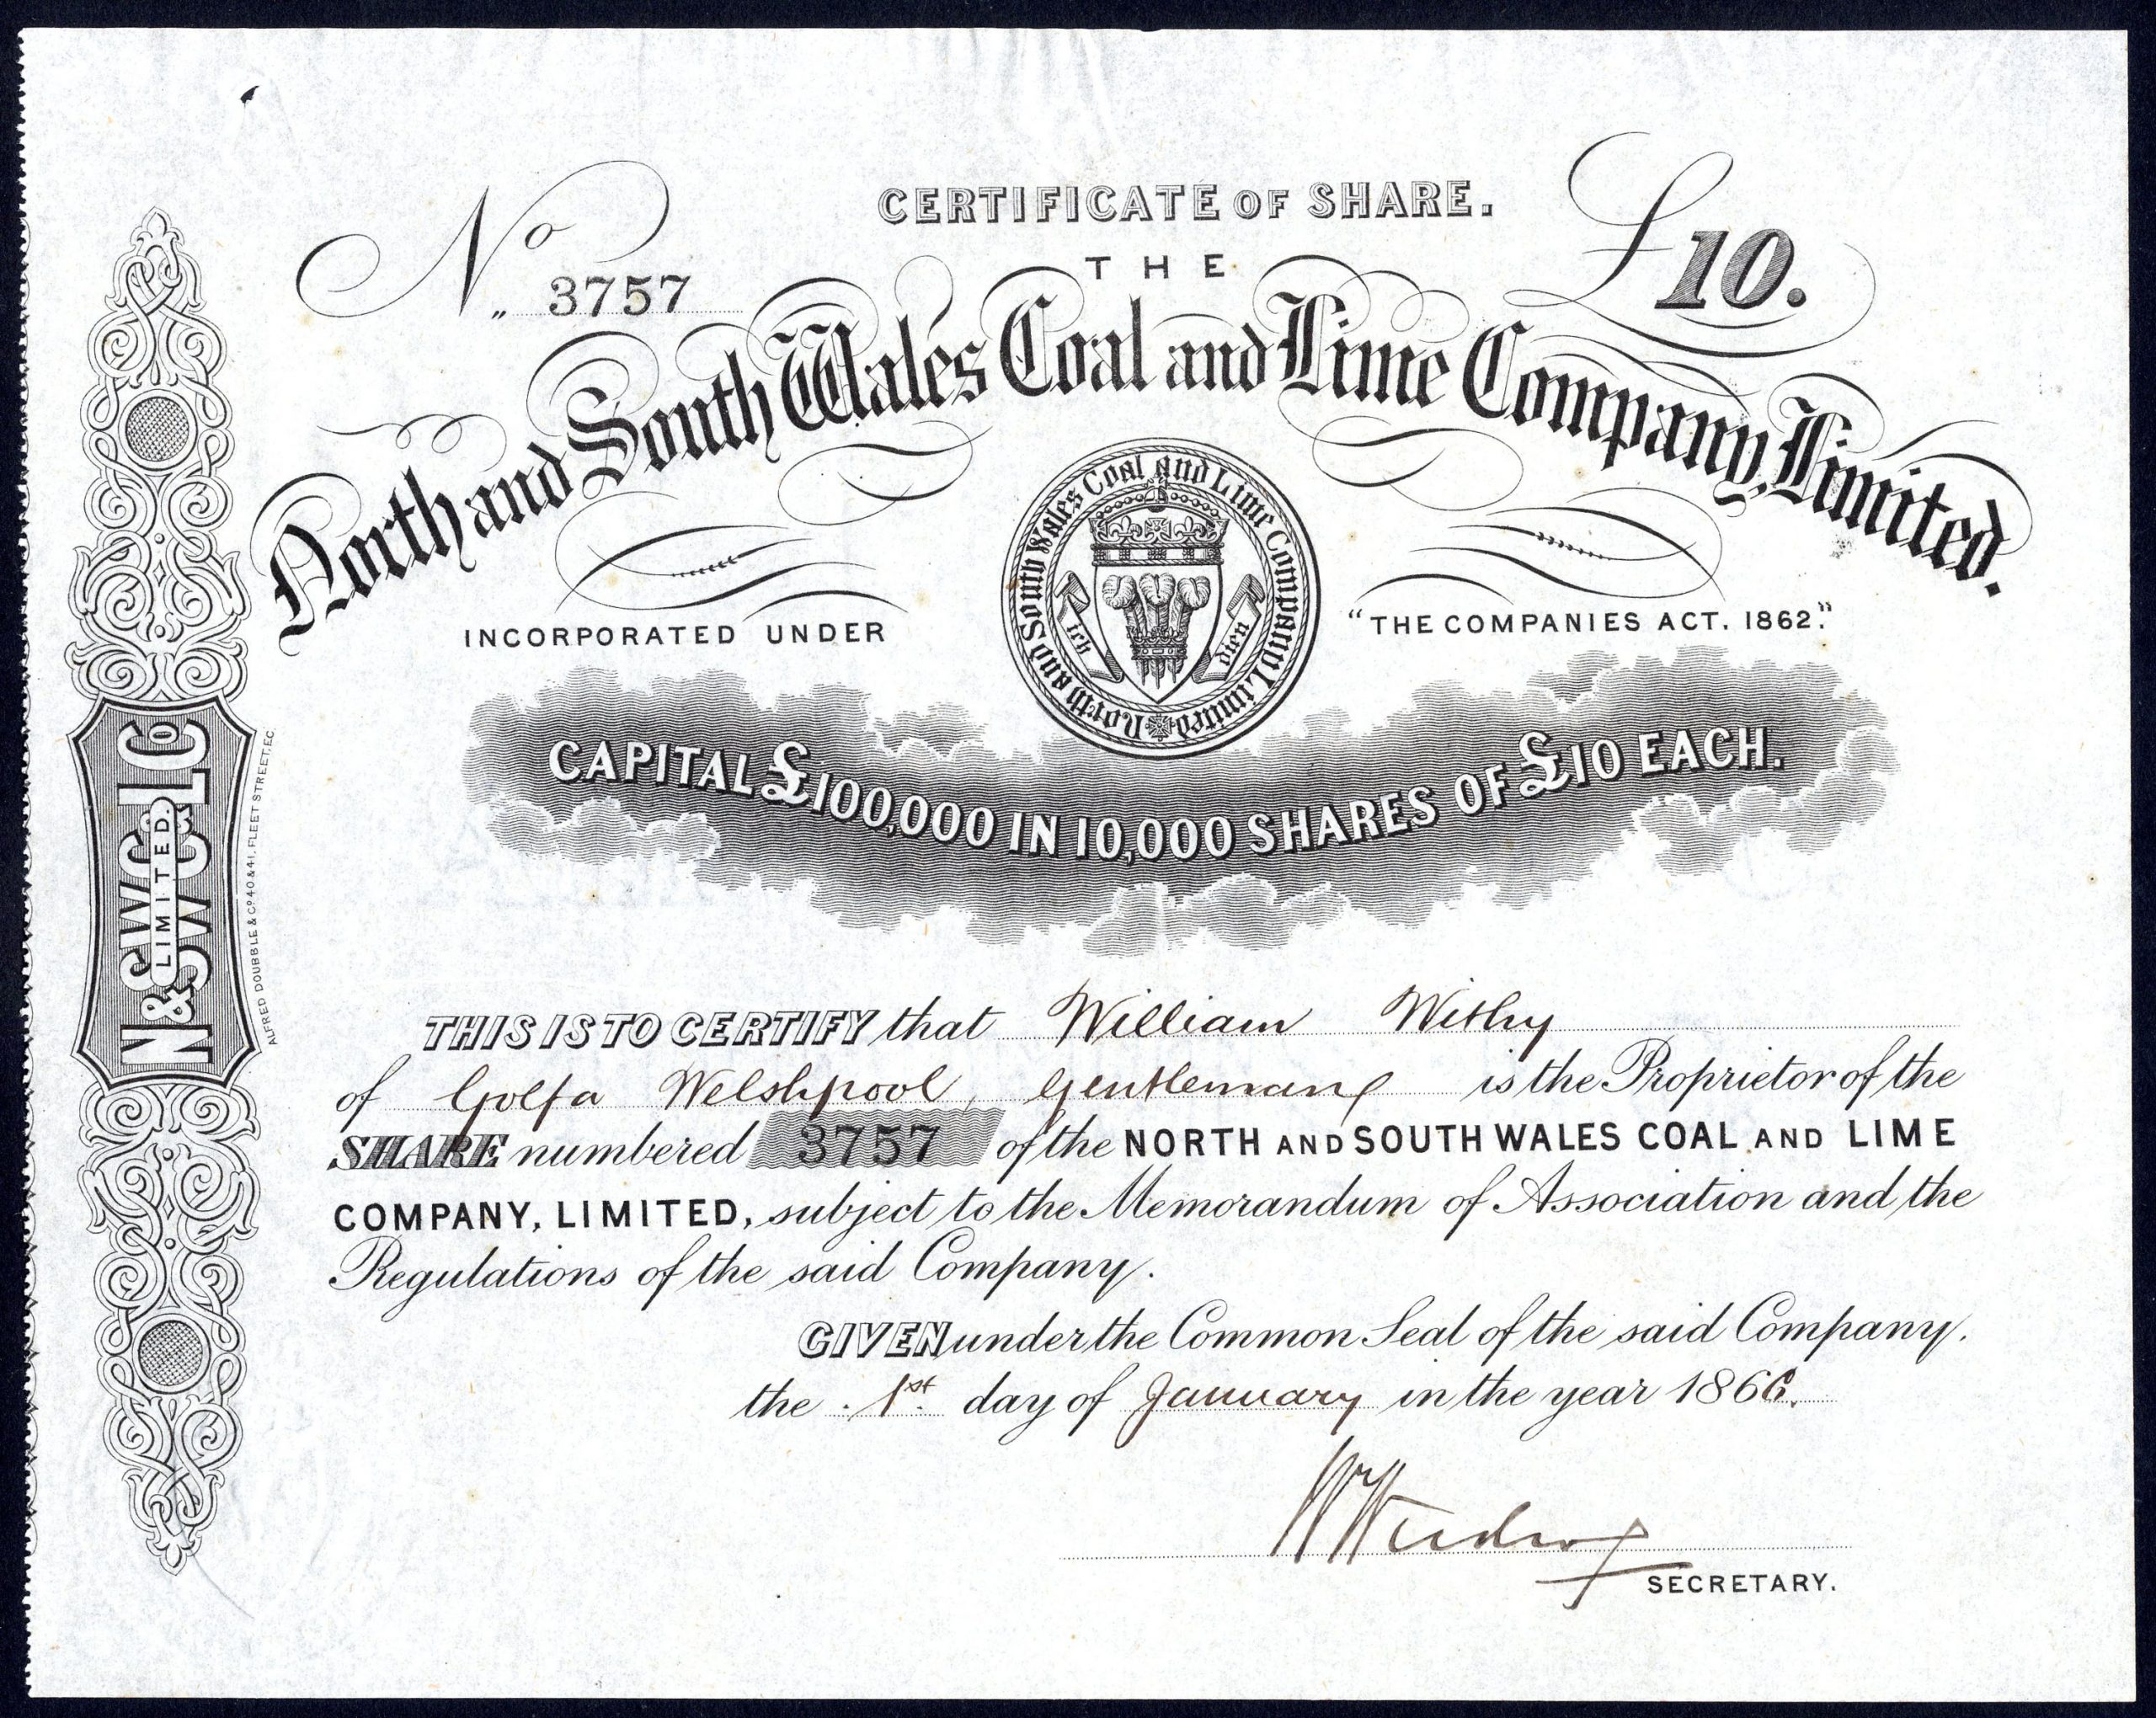 CERTIFICATE OF SHARE.
No „ 3757
£10.
THE
North and South Wales Coal and Lime Company, Limited.
North and South Wales Coal and Lime Company Limited
ich dien
INCORPORATED UNDER "THE COMPANIES ACT. 1862."
CAPITAL £100,000 IN 10,000 SHARES OF £10 EACH.
N&SWC&LCo
LIMITED.
ALFRED DOUBBLE & Co. 40 & 41, FLEET STREET, E.C.
THIS IS TO CERTIFY that William Withy
of Golfa Welshpool, Gentleman is the Proprietor of the
SHARE numbered 3757 of the NORTH AND SOUTH WALES COAL AND LIME
COMPANY, LIMITED, subject to the Memorandum of Association and the
Regulations of the said Company.
GIVEN under the Common Seal of the said Company,
the 1st day of January in the year 1866.
SECRETARY.